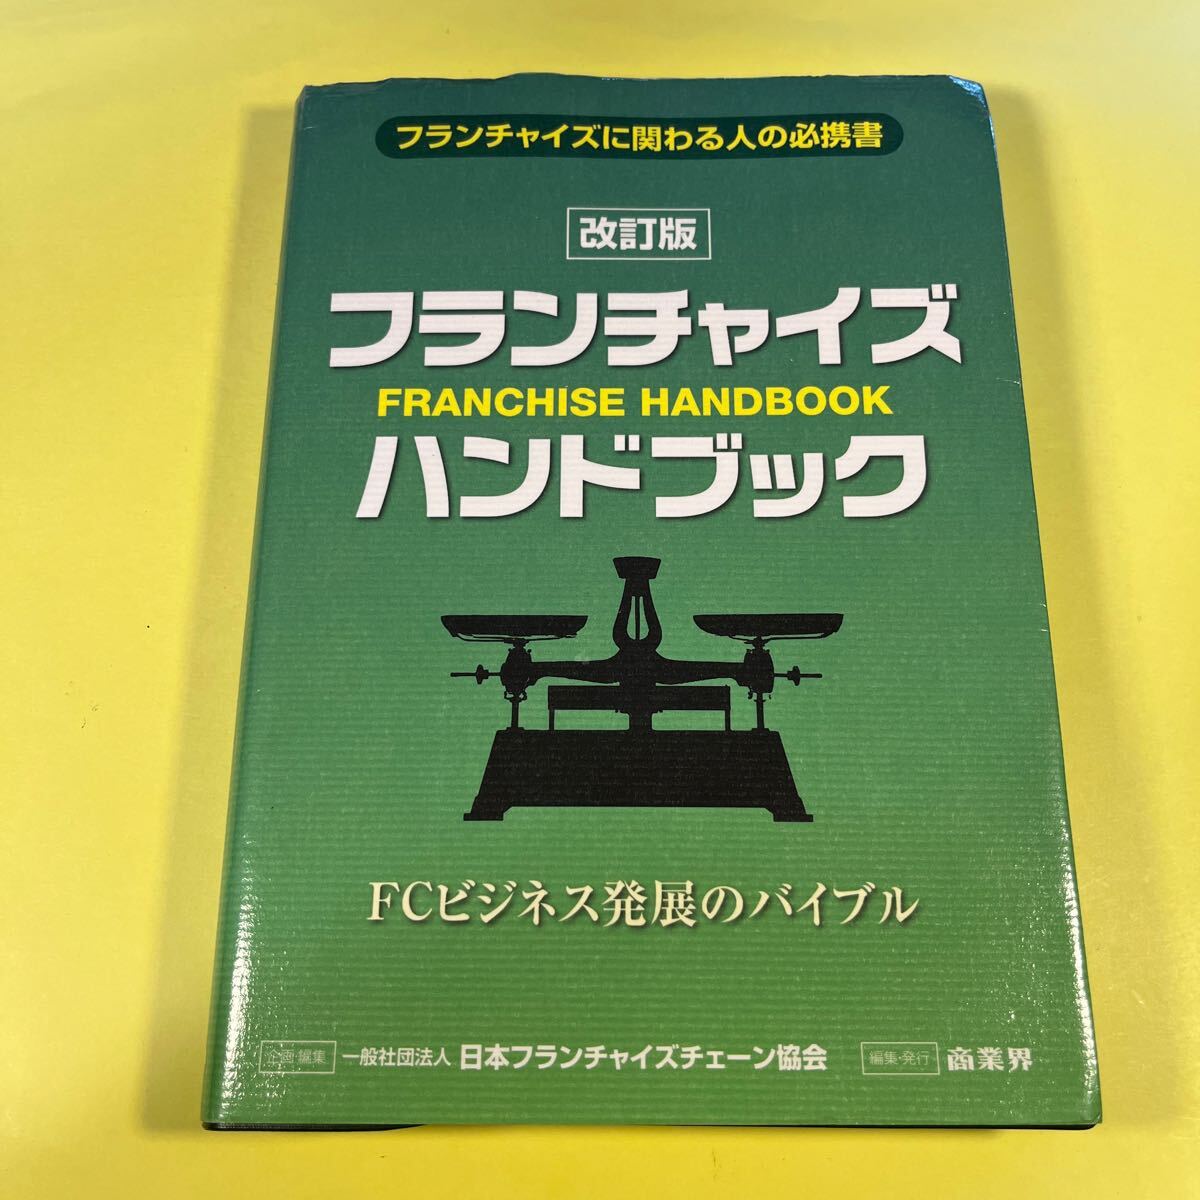 フランチャイズに関わる人の必携書
改訂版
フランチャイズ
FRANCHISE HANDBOOK
ハンドブック
FCビジネス発展のバイブル
企画・編集 一般社団法人 日本フランチャイズチェーン協会 編集・発行 商業界